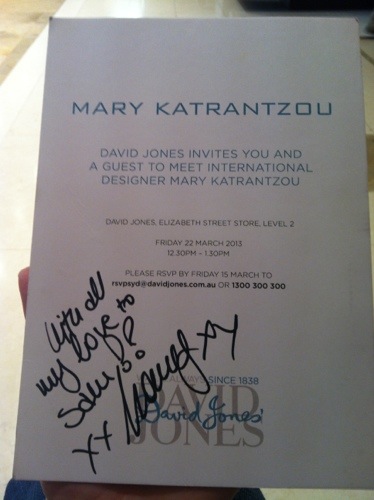 MARY KATRANTZOU
DAVID JONES INVITES YOU AND
A GUEST TO MEET INTERNATIONAL
DESIGNER MARY KATRANTZOU
DAVID JONES, ELIZABETH STREET STORE, LEVEL 2
FRIDAY 22 MARCH 2013
12.30PM – 1.30PM
PLEASE RSVP BY FRIDAY 15 MARCH TO
rsvpsyd@davidjones.com.au OR 1300 300 300
With all
my love to
xx Mary xx
SINCE 1838
DAVID
David Jones'
JONES